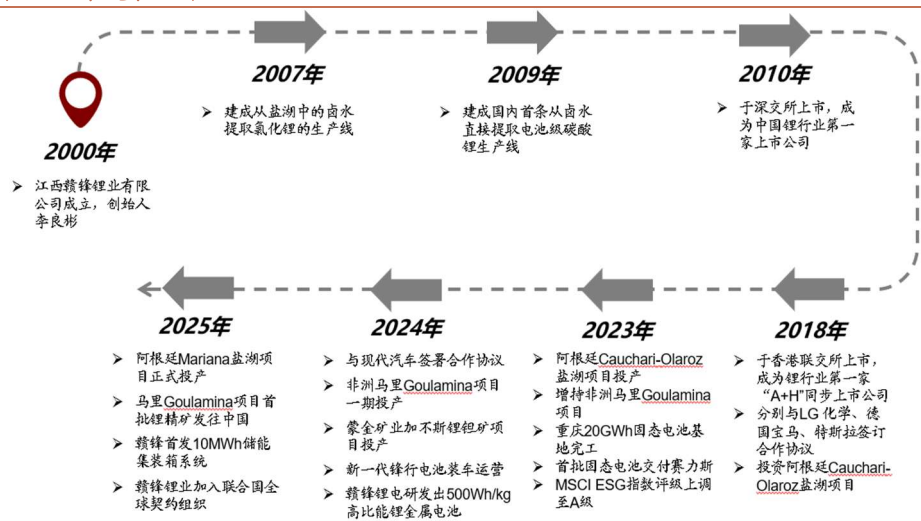 2000年
➢ 江西赣锋锂业有限
公司成立，创始人
李良彬
2007年
➢ 建成从盐湖中的卤水
提取氯化锂的生产线
2009年
➢ 建成国内首条从卤水
直接提取电池级碳酸
锂生产线
2010年
➢ 于深交所上市，成
为中国锂行业第一
家上市公司
2018年
➢ 于香港联交所上市，
成为锂行业第一家
“A+H”同步上市公司
➢ 分别与LG 化学、德
国宝马、特斯拉签订
合作协议
➢ 投资阿根廷Cauchari-
Olaroz盐湖项目
2023年
➢ 阿根廷Cauchari-Olaroz
盐湖项目投产
➢ 增持非洲马里Goulamina
项目
➢ 重庆20GWh固态电池基
地完工
➢ 首批固态电池交付赛力斯
➢ MSCI ESG指数评级上调
至A级
2024年
➢ 与现代汽车签署合作协议
➢ 非洲马里Goulamina项目
一期投产
➢ 蒙金矿业加不斯锂钽矿项
目投产
➢ 新一代锋行电池装车运营
➢ 赣锋锂电研发出500Wh/kg
高比能锂金属电池
2025年
➢ 阿根廷Mariana盐湖项
目正式投产
➢ 马里Goulamina项目首
批锂精矿发往中国
➢ 赣锋首发10MWh储能
集装箱系统
➢ 赣锋锂业加入联合国全
球契约组织